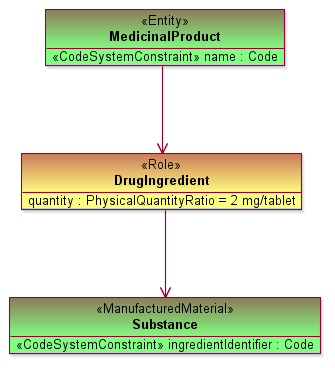 «Entity»
MedicinalProduct
«CodeSystemConstraint» name : Code
«Role»
DrugIngredient
quantity : PhysicalQuantityRatio = 2 mg/tablet
«ManufacturedMaterial»
Substance
«CodeSystemConstraint» ingredientIdentifier : Code